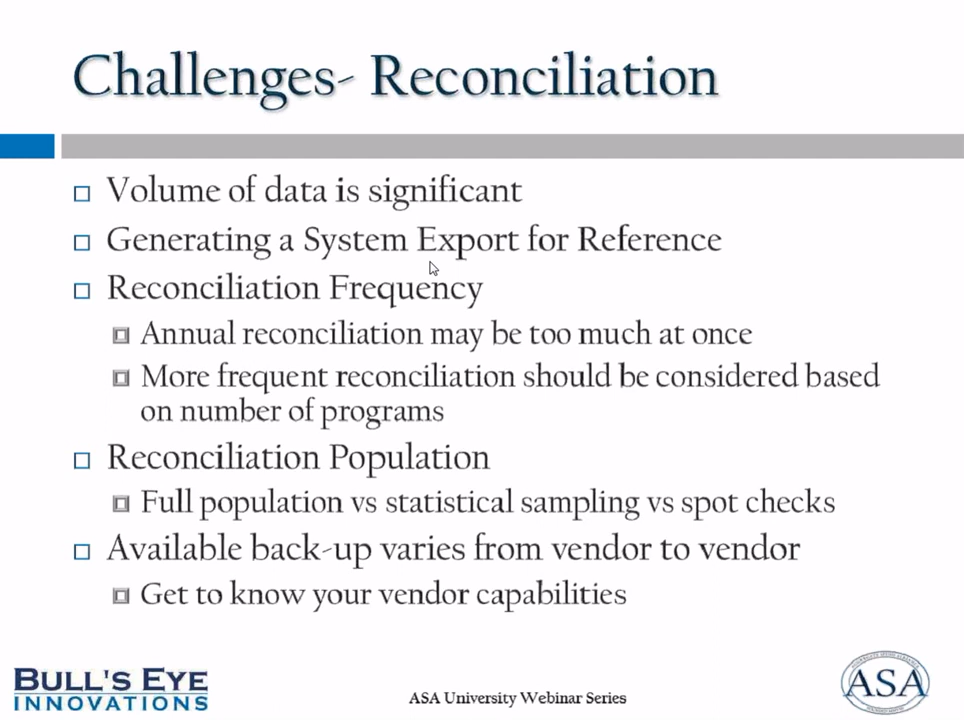 Challenges- Reconciliation
Volume of data is significant
Generating a System Export for Reference
Reconciliation Frequency
Annual reconciliation may be too much at once
More frequent reconciliation should be considered based
on number of programs
Reconciliation Population
Full population vs statistical sampling vs spot checks
Available back-up varies from vendor to vendor
Get to know your vendor capabilities
BULL'S EYE
INNOVATIONS
ASA University Webinar Series
ASA